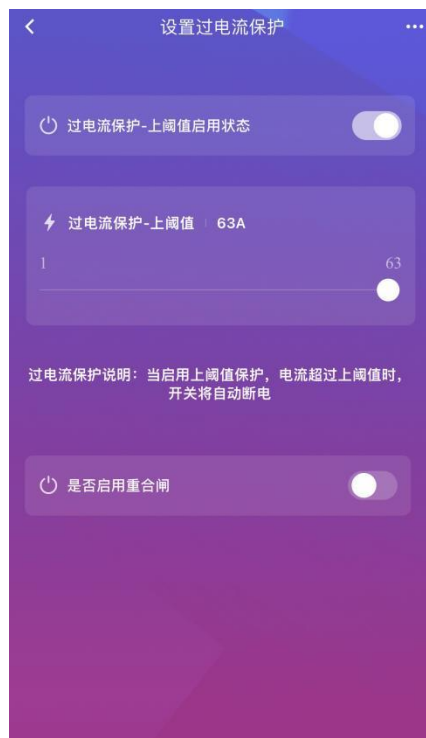 设置过电流保护
过电流保护-上阈值启用状态
过电流保护-上阈值 63A
1 63
过电流保护说明：当启用上阈值保护，电流超过上阈值时，
开关将自动断电
是否启用重合闸